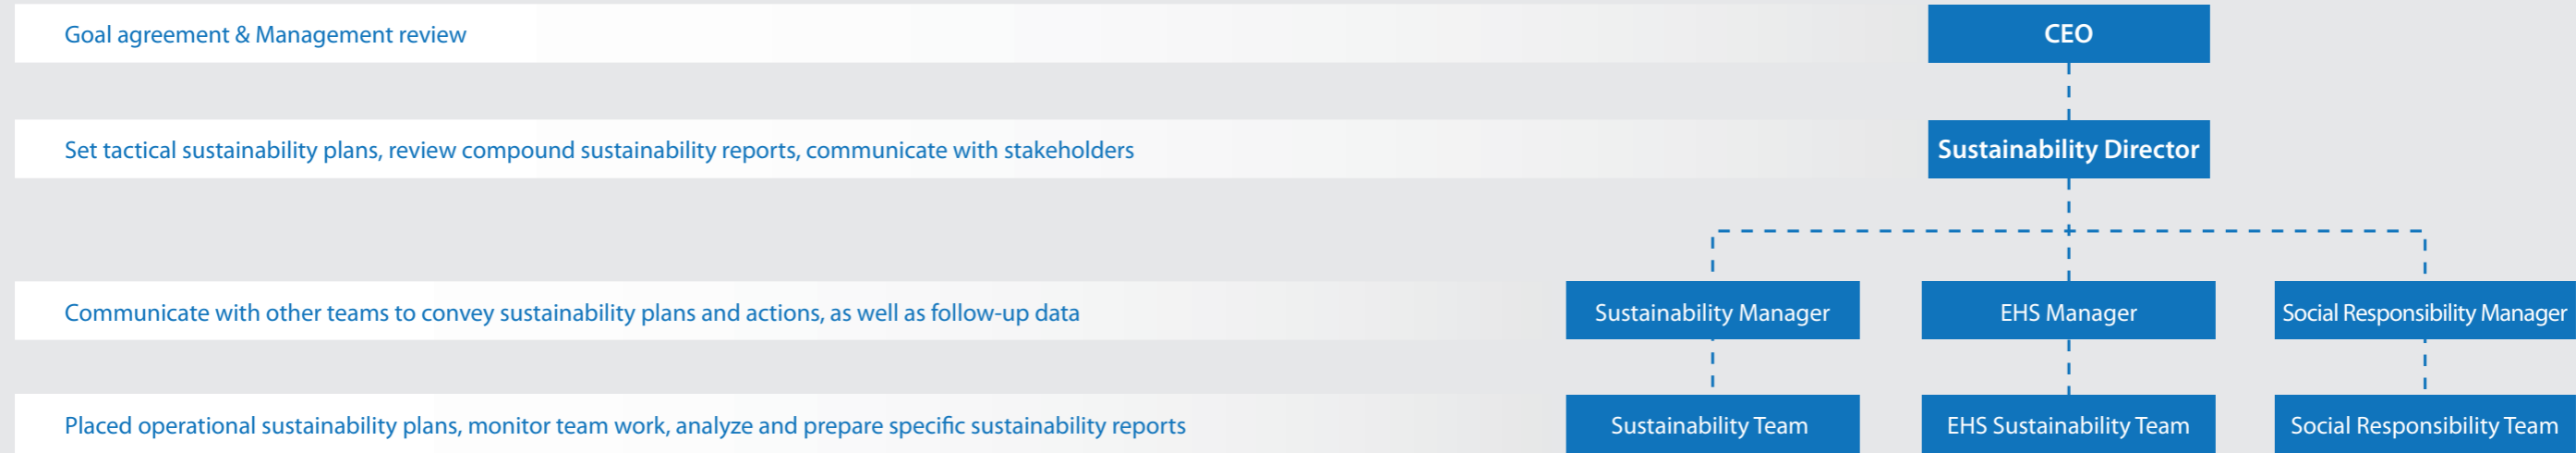 Goal agreement & Management review
CEO
Set tactical sustainability plans, review compound sustainability reports, communicate with stakeholders
Sustainability Director
Communicate with other teams to convey sustainability plans and actions, as well as follow-up data
Sustainability Manager
EHS Manager
Social Responsibility Manager
Placed operational sustainability plans, monitor team work, analyze and prepare specific sustainability reports
Sustainability Team
EHS Sustainability Team
Social Responsibility Team